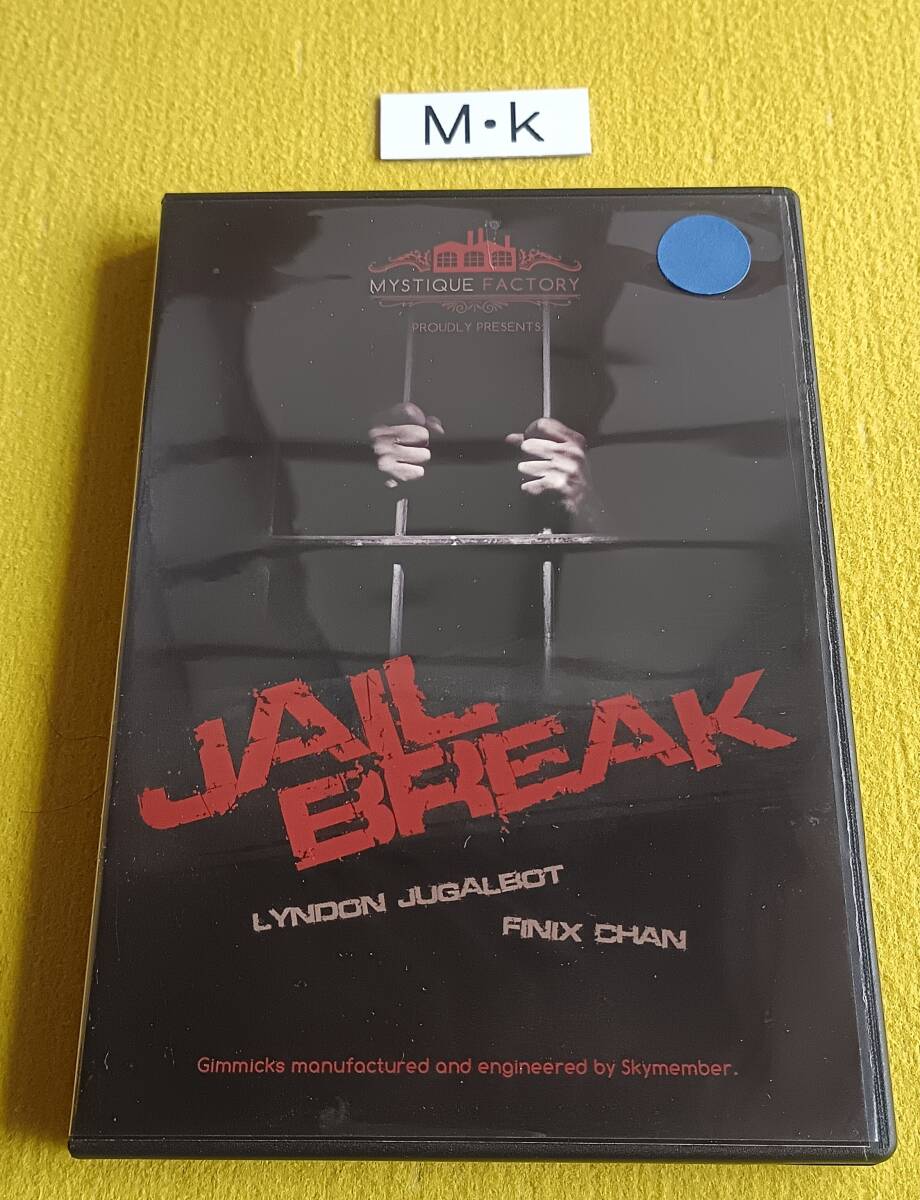 M・k
MYSTIQUE FACTORY
PROUDLY PRESENTS:
JAIL
BREAK
LYNDON JUGALBOT
FINIX CHAN
Gimmicks manufactured and engineered by Skymember.